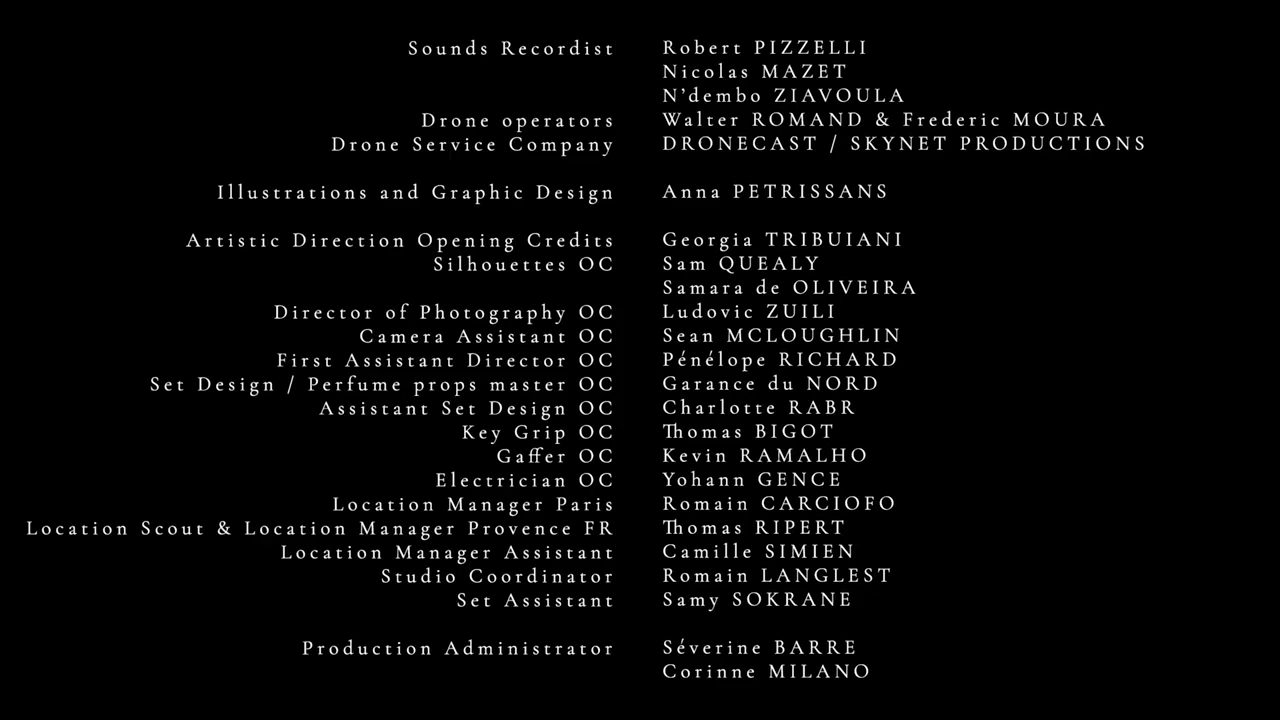 Sounds Recordist Robert PIZZELLI
Nicolas MAZET
N’dembo ZIAVOULA
Drone operators Walter ROMAND & Frederic MOURA
Drone Service Company DRONECAST / SKYNET PRODUCTIONS
Illustrations and Graphic Design Anna PETRISSANS
Artistic Direction Opening Credits Georgia TRIBUIANI
Silhouettes OC Sam QUEALY
Samara de OLIVEIRA
Director of Photography OC Ludovic ZUILI
Camera Assistant OC Sean MCLOUGHLIN
First Assistant Director OC Pénélope RICHARD
Set Design / Perfume props master OC Garance du NORD
Assistant Set Design OC Charlotte RABR
Key Grip OC Thomas BIGOT
Gaffer OC Kevin RAMALHO
Electrician OC Yohann GENCE
Location Manager Paris Romain CARCIOFO
Location Scout & Location Manager Provence FR Thomas RIPERT
Location Manager Assistant Camille SIMIEN
Studio Coordinator Romain LANGLEST
Set Assistant Samy SOKRANE
Production Administrator Séverine BARRE
Corinne MILANO